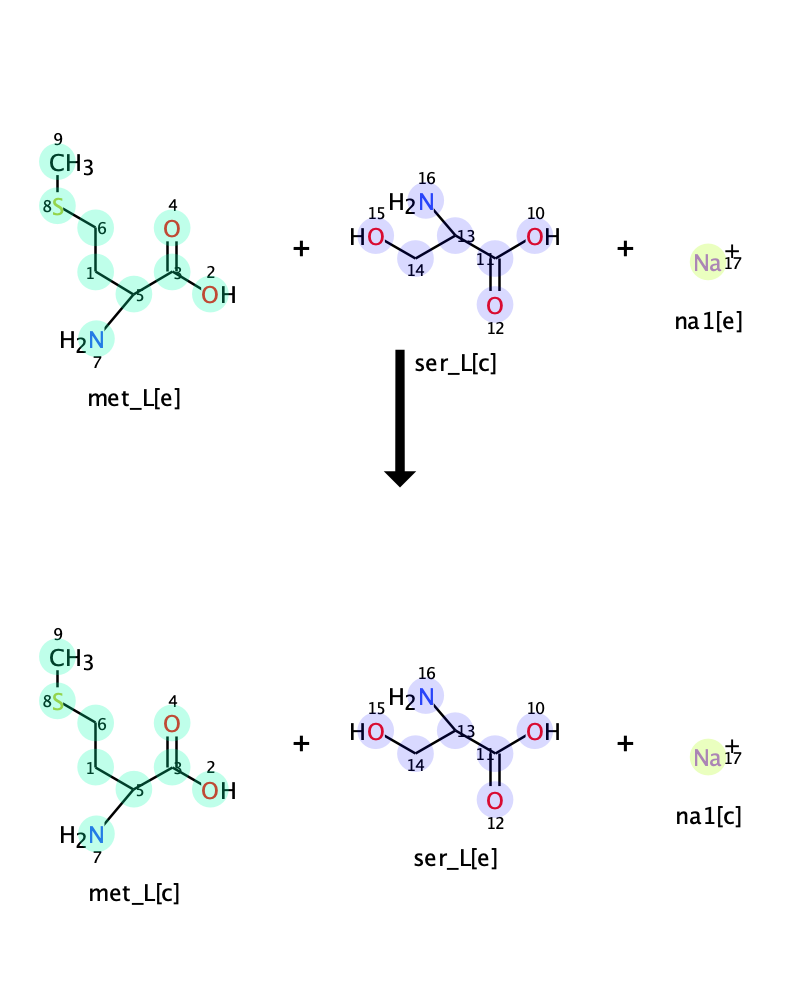 9
CH3
8 S
6
4
O
1
3
2
5
OH
H2N
7
met_L[e]
+
16
H2N
15
HO
13
10
OH
11
14
O
12
ser_L[c]
+
Na+
17
na1[e]
9
CH3
8 S
6
4
O
1
3
2
5
OH
H2N
7
met_L[c]
+
16
H2N
15
HO
13
10
OH
11
14
O
12
ser_L[e]
+
Na+
17
na1[c]